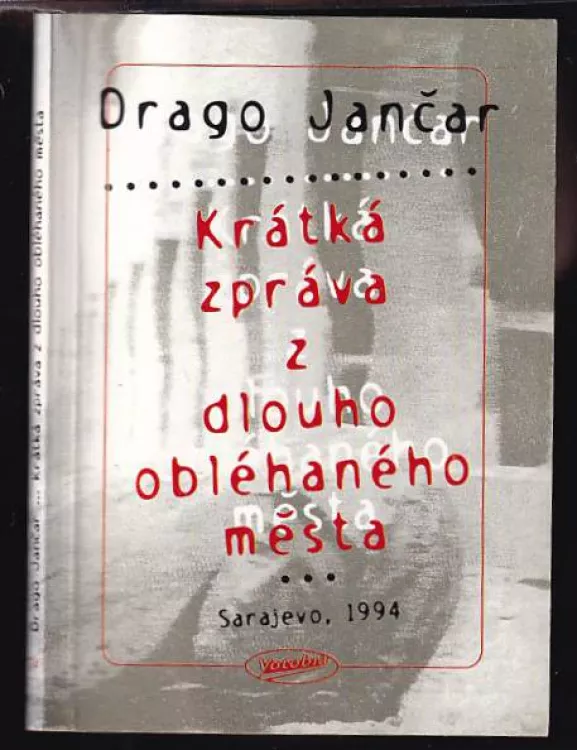 Drago Jančar
Krátká
zpráva
z
dlouho
obléhaného
města
...
Sarajevo, 1994
Votobia
Drago Jančar ... Krátká zpráva z dlouho obléhaného města